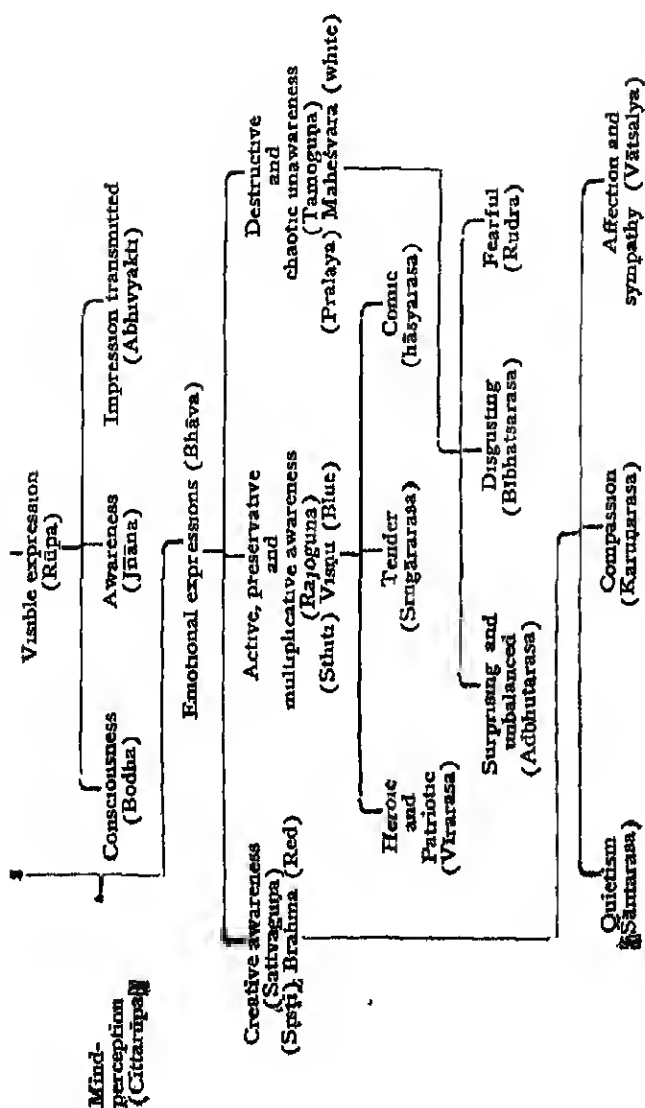 Visible expression
(Rūpa)
Mind-
perception
(Cittarūpa)
Consciousness
(Bodha)
Awareness
(Jñāna)
Impression transmitted
(Abhivyakti)
Emotional expressions (Bhāva)
Creative awareness
(Sattvaguṇa)
(Sṛṣṭi) Brahma (Red)
Active, preservative
and
multiplicative awareness
(Rajoguna)
(Sthiti) Viṣṇu (Blue)
Destructive
and
chaotic unawareness
(Tamoguṇa)
(Pralaya) Maheśvara (white)
Heroic
and
Patriotic
(Vīrarasa)
Tender
(Sṛṅgārarasa)
Comic
(hāsyarasa)
Surprising and
unbalanced
(Adbhutarasa)
Disgusting
(Bībhatsarasa)
Fearful
(Rudra)
Quietism
(Śāntarasa)
Compassion
(Karuṇarasa)
Affection and
sympathy (Vātsalya)